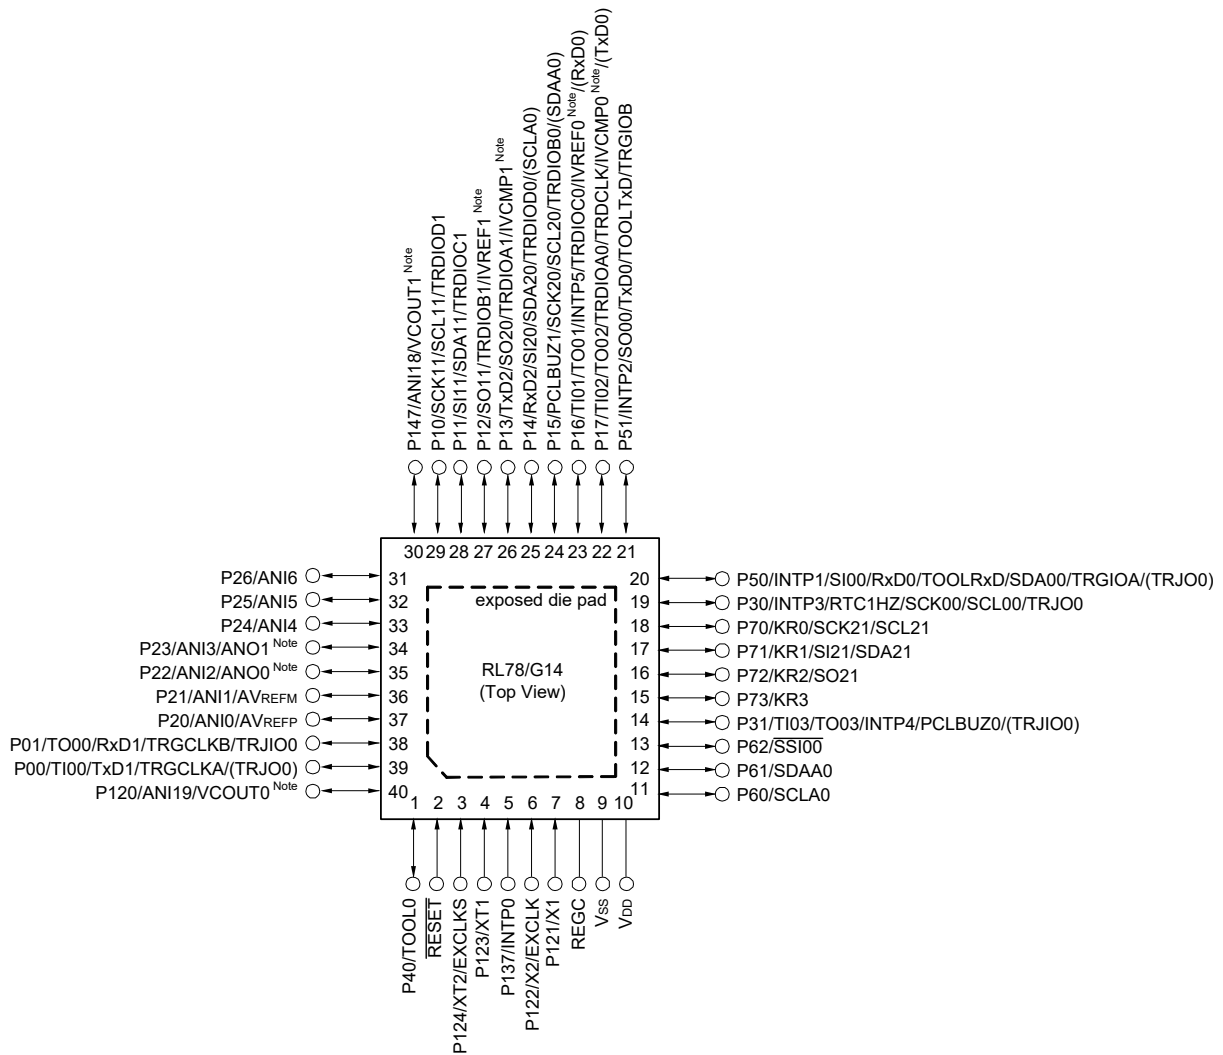 P147/ANI18/VCOUT1 Note
P10/SCK11/SCL11/TRDIOD1
P11/SI11/SDA11/TRDIOC1
P12/SO11/TRDIOB1/IVREF1 Note
P13/TxD2/SO20/TRDIOA1/IVCMP1 Note
P14/RxD2/SI20/SDA20/TRDIOD0/(SCLA0)
P15/PCLBUZ1/SCK20/SCL20/TRDIOB0/(SDAA0)
P16/TI01/TO01/INTP5/TRDIOC0/IVREF0 Note/(RxD0)
P17/TI02/TO02/TRDIOA0/TRDCLK/IVCMP0 Note/(TxD0)
P51/INTP2/SO00/TxD0/TOOLTxD/TRGIOB
30 29 28 27 26 25 24 23 22 21
P26/ANI6 31
P25/ANI5 32
P24/ANI4 33
P23/ANI3/ANO1 Note 34
P22/ANI2/ANO0 Note 35
P21/ANI1/AVREFM 36
P20/ANI0/AVREFP 37
P01/TO00/RxD1/TRGCLKB/TRJIO0 38
P00/TI00/TxD1/TRGCLKA/(TRJO0) 39
P120/ANI19/VCOUT0 Note 40
exposed die pad
RL78/G14
(Top View)
20 P50/INTP1/SI00/RxD0/TOOLRxD/SDA00/TRGIOA/(TRJO0)
19 P30/INTP3/RTC1HZ/SCK00/SCL00/TRJO0
18 P70/KR0/SCK21/SCL21
17 P71/KR1/SI21/SDA21
16 P72/KR2/SO21
15 P73/KR3
14 P31/TI03/TO03/INTP4/PCLBUZ0/(TRJIO0)
13 P62/SSI00
12 P61/SDAA0
11 P60/SCLA0
1 2 3 4 5 6 7 8 9 10
P40/TOOL0
RESET
P124/XT2/EXCLKS
P123/XT1
P137/INTP0
P122/X2/EXCLK
P121/X1
REGC
VSS
VDD